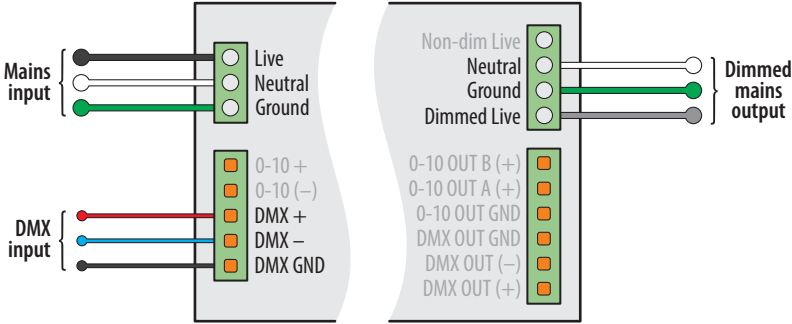 Mains
input
Live
Neutral
Ground
0-10 +
0-10 (–)
DMX
input
DMX +
DMX –
DMX GND
Non-dim Live
Neutral
Ground
Dimmed Live
Dimmed
mains
output
0-10 OUT B (+)
0-10 OUT A (+)
0-10 OUT GND
DMX OUT GND
DMX OUT (–)
DMX OUT (+)